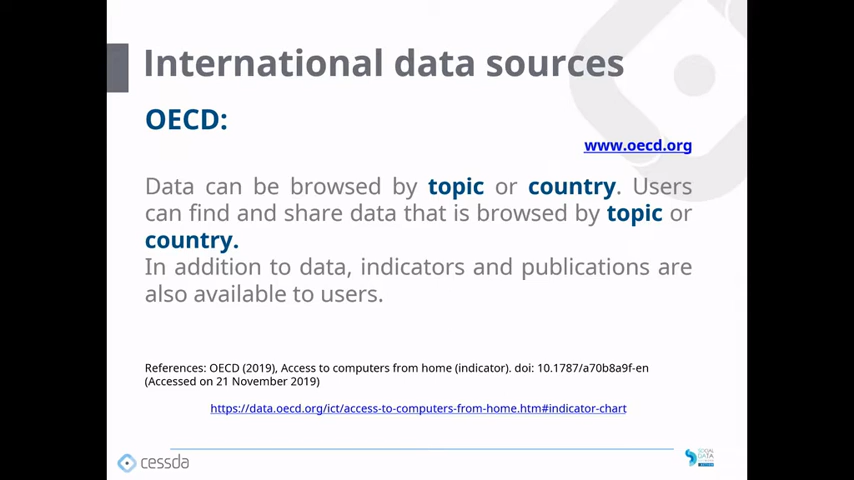 International data sources
OECD:
www.oecd.org
Data can be browsed by topic or country. Users
can find and share data that is browsed by topic or
country.
In addition to data, indicators and publications are
also available to users.
References: OECD (2019), Access to computers from home (indicator). doi: 10.1787/a70b8a9f-en
(Accessed on 21 November 2019)
https://data.oecd.org/ict/access-to-computers-from-home.htm#indicator-chart
cessda
SOCIAL
DATA